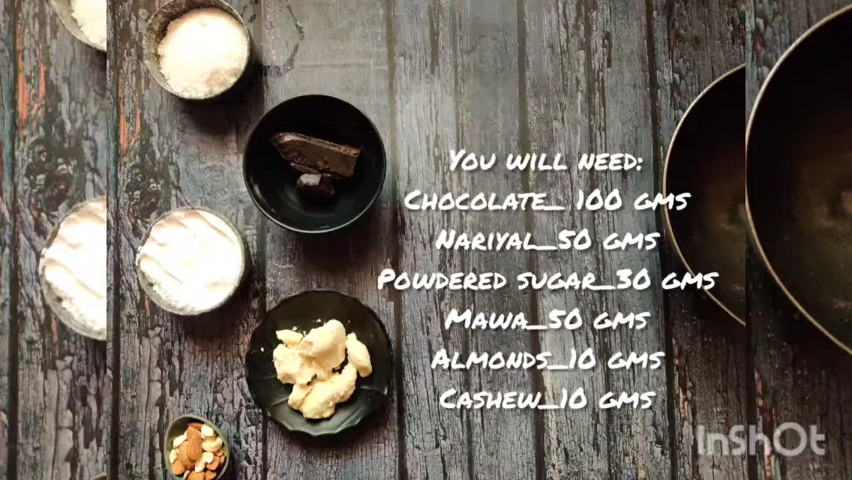 You will need:
Chocolate_ 100 gms
Nariyal_50 gms
Powdered sugar_30 gms
Mawa_50 gms
Almonds_10 gms
Cashew_10 gms
InShOt